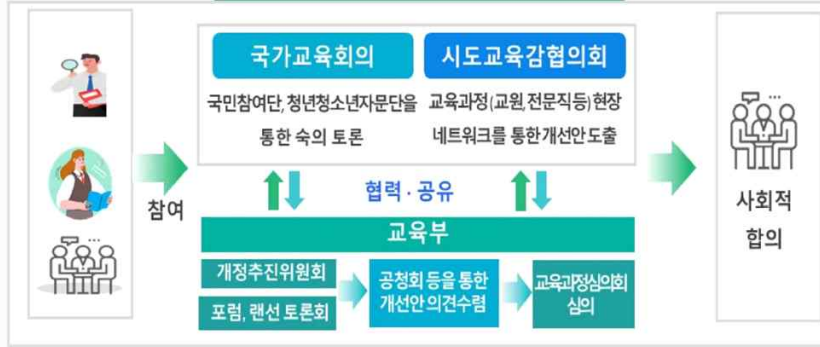 국가교육회의
시도교육감협의회
국민참여단, 청년청소년자문단을
통한 숙의 토론
교육과정(교원,전문직등) 현장
네트워크를 통한개선안 도출
참여
협력·공유
사회적
합의
교육부
개정추진위원회
포럼, 랜선 토론회
공청회 등을 통한
개선안 의견수렴
교육과정심의회
심의